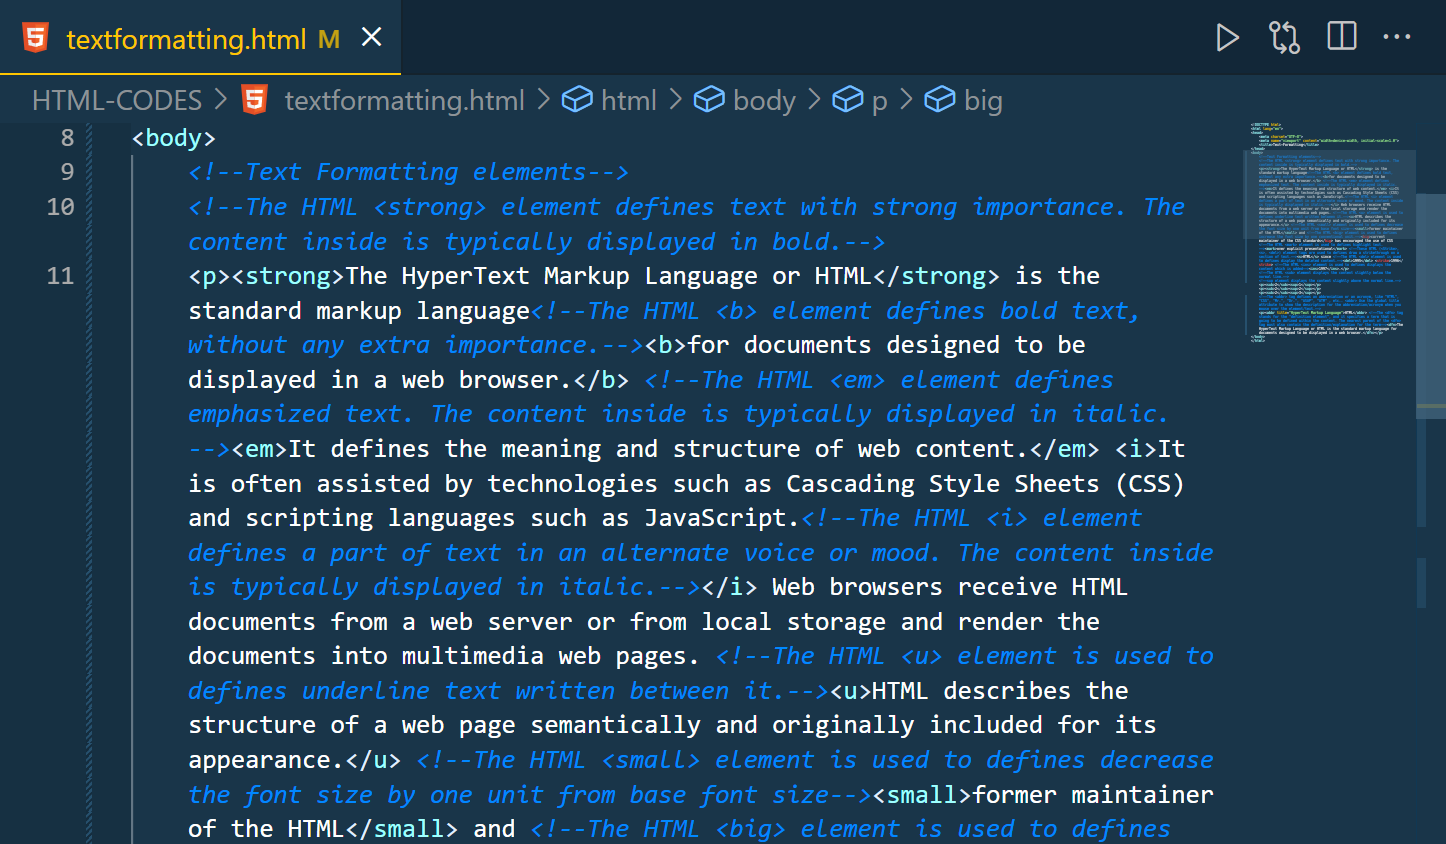 textformatting.html M
HTML-CODES > textformatting.html > html > body > p > big
8 <body>
9 <!--Text Formatting elements-->
10 <!--The HTML <strong> element defines text with strong importance. The
content inside is typically displayed in bold.-->
11 <p><strong>The HyperText Markup Language or HTML</strong> is the
standard markup language<!--The HTML <b> element defines bold text,
without any extra importance.--><b>for documents designed to be
displayed in a web browser.</b> <!--The HTML <em> element defines
emphasized text. The content inside is typically displayed in italic.
--><em>It defines the meaning and structure of web content.</em> <i>It
is often assisted by technologies such as Cascading Style Sheets (CSS)
and scripting languages such as JavaScript.<!--The HTML <i> element
defines a part of text in an alternate voice or mood. The content inside
is typically displayed in italic.--></i> Web browsers receive HTML
documents from a web server or from local storage and render the
documents into multimedia web pages. <!--The HTML <u> element is used to
defines underline text written between it.--><u>HTML describes the
structure of a web page semantically and originally included for its
appearance.</u> <!--The HTML <small> element is used to defines decrease
the font size by one unit from base font size--><small>former maintainer
of the HTML</small> and <!--The HTML <big> element is used to defines